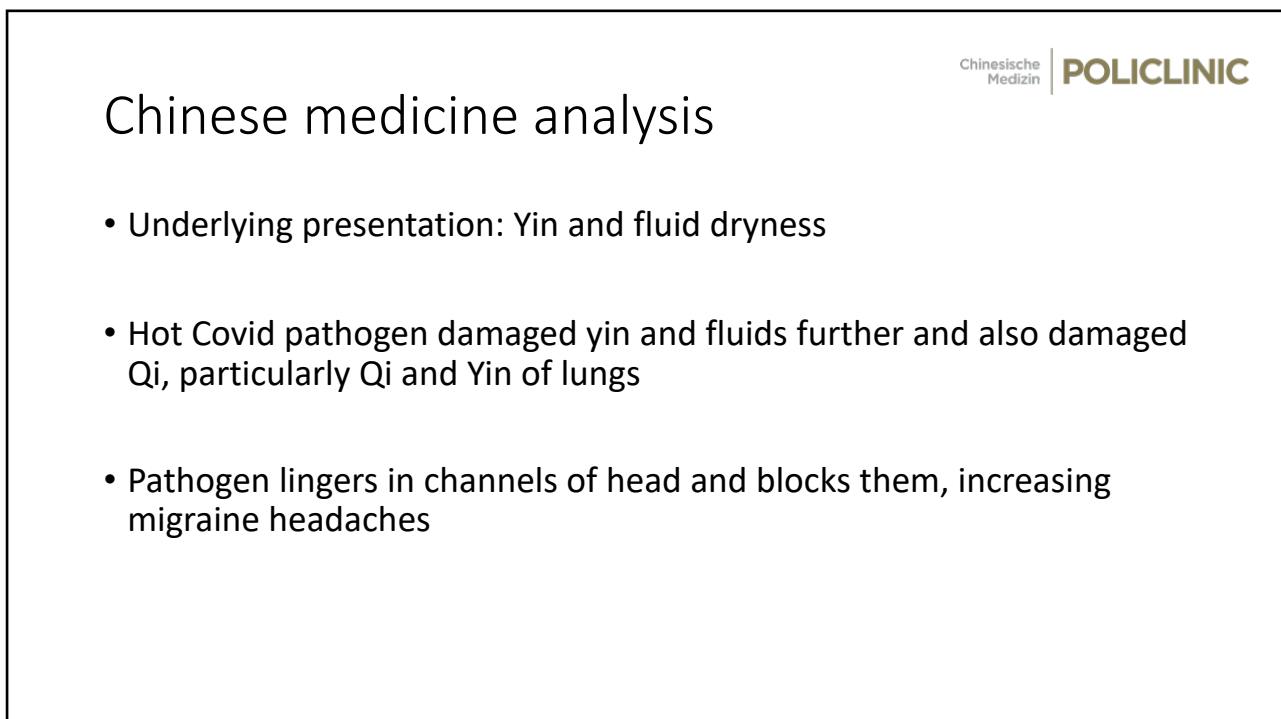 Chinesische
Medizin
POLICLINIC
Chinese medicine analysis
• Underlying presentation: Yin and fluid dryness
• Hot Covid pathogen damaged yin and fluids further and also damaged
Qi, particularly Qi and Yin of lungs
• Pathogen lingers in channels of head and blocks them, increasing
migraine headaches